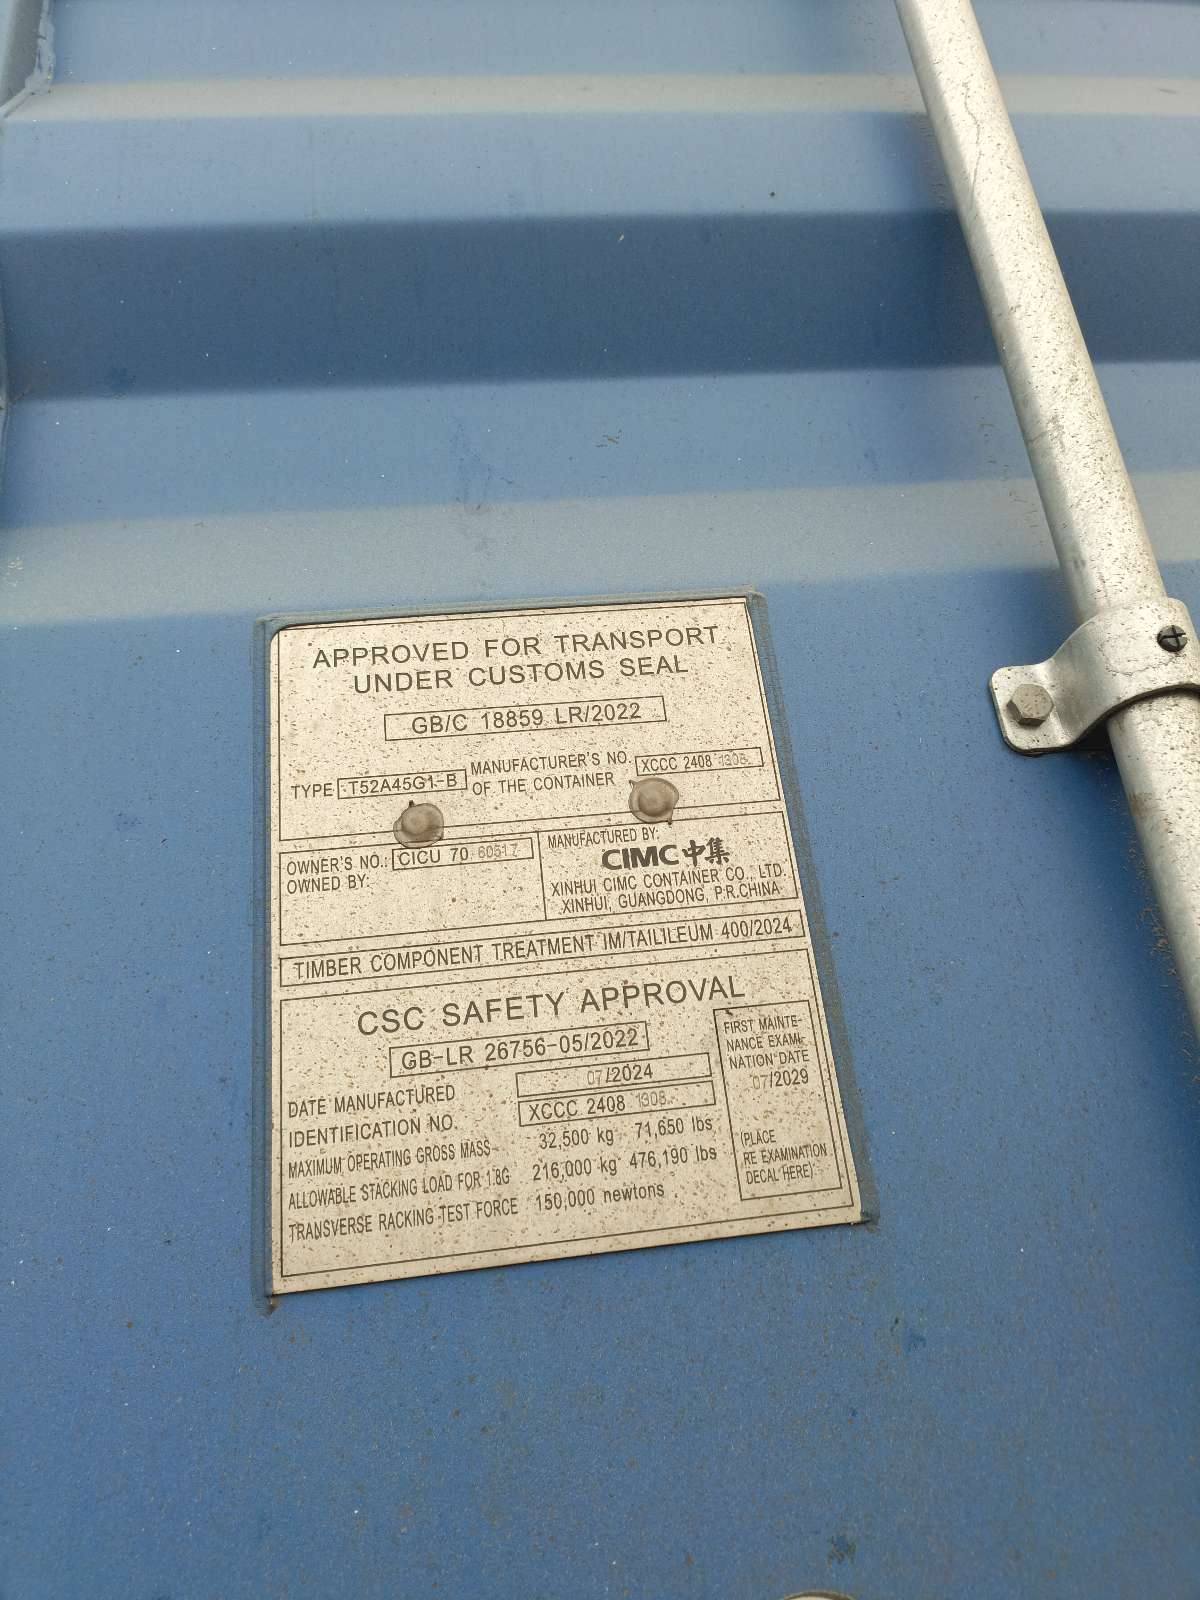 APPROVED FOR TRANSPORT
UNDER CUSTOMS SEAL
GB/C 18859 LR/2022
TYPE T52A45G1-B
MANUFACTURER'S NO. XCCC 2408 1308
OF THE CONTAINER
OWNER'S NO.: CICU 70 60517
OWNED BY:
MANUFACTURED BY:
CIMC 中集
XINHUI CIMC CONTAINER CO., LTD.
XINHUI, GUANGDONG, P.R.CHINA
TIMBER COMPONENT TREATMENT IM/TAILILEUM 400/2024
CSC SAFETY APPROVAL
GB-LR 26756-05/2022
DATE MANUFACTURED 07/2024
IDENTIFICATION NO. XCCC 2408 1308
MAXIMUM OPERATING GROSS MASS 32,500 kg 71,650 lbs
ALLOWABLE STACKING LOAD FOR 1.8G 216,000 kg 476,190 lbs
TRANSVERSE RACKING TEST FORCE 150,000 newtons
FIRST MAINTE-
NANCE EXAMI-
NATION DATE
07/2029
(PLACE
RE EXAMINATION
DECAL HERE)